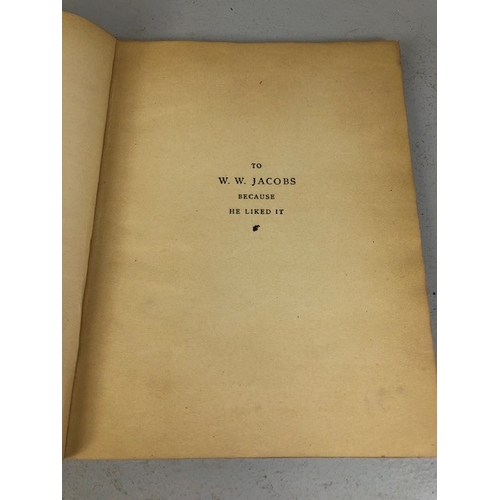 TO
W. W. JACOBS
BECAUSE
HE LIKED IT